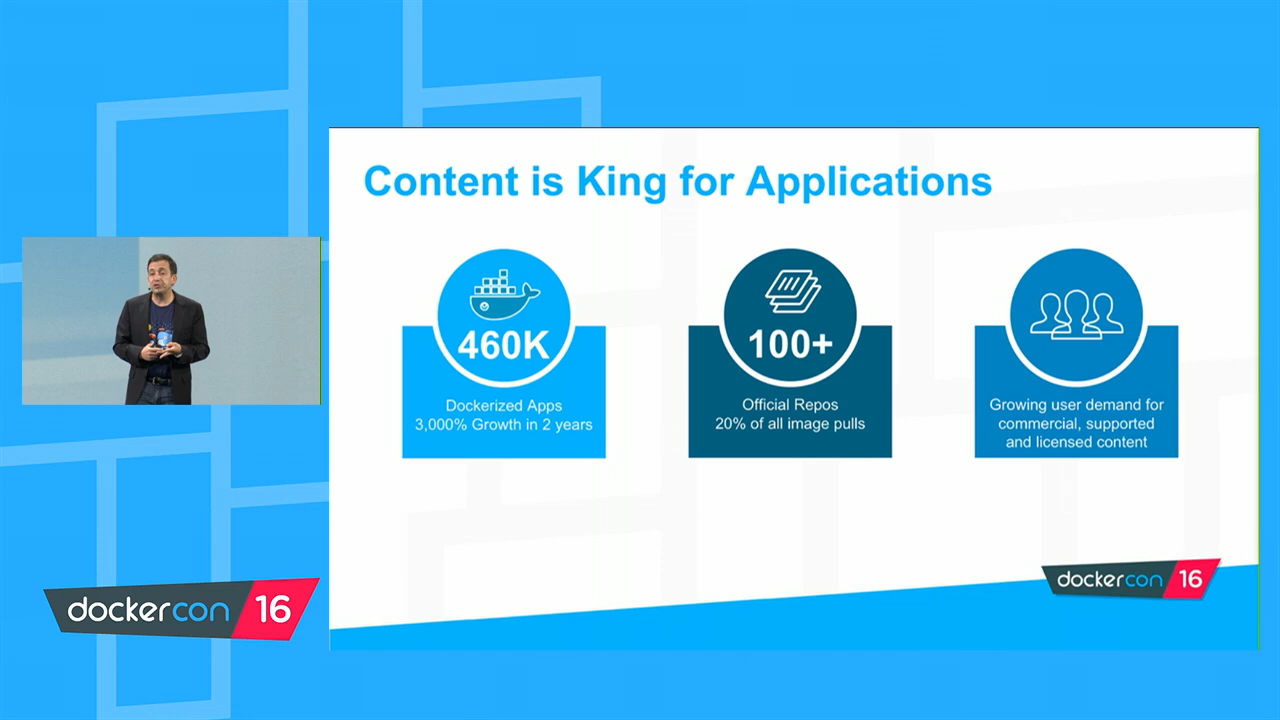 Content is King for Applications
460K
Dockerized Apps
3,000% Growth in 2 years
100+
Official Repos
20% of all image pulls
Growing user demand for
commercial, supported
and licensed content
dockercon 16
dockercon 16